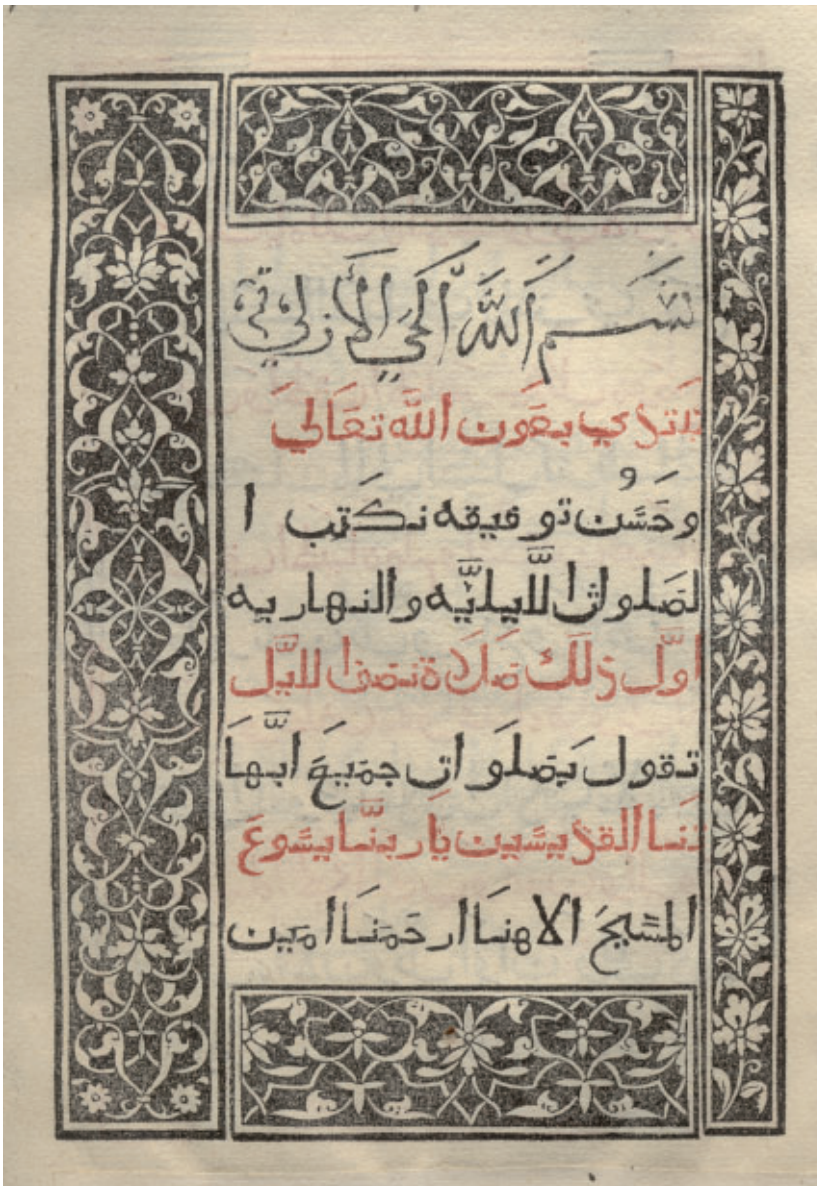 بسم الله الحي الازلي
نبتدي بعون الله تعالي
وحسن توفيقه نكتب ا
لصلوات الليليه والنهاريه
اول ذلك صلاة نصف الليل
تقول بصلوات جميع ابها
تنا القديسين يا ربنا يسوع
المسيح الاهنا ارحمنا امين